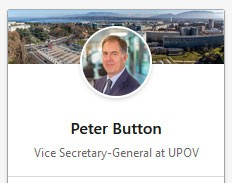 Peter Button
Vice Secretary-General at UPOV